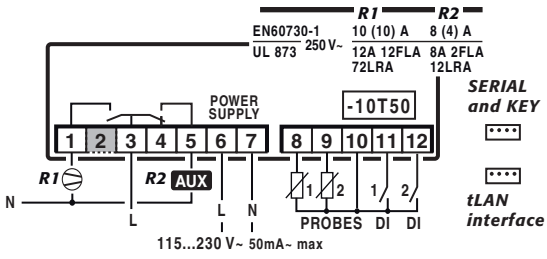 R1 R2
EN60730-1 10 (10) A 8 (4) A
UL 873 250 V~ 12A 12FLA 8A 2FLA
72LRA 12LRA
SERIAL
and KEY
POWER
SUPPLY
-10T50
1 2 3 4 5 6 7 8 9 10 11 12
R1 R2 AUX 1 2 1 2
tLAN
interface
N L L N PROBES DI DI
115...230 V~ 50mA~ max